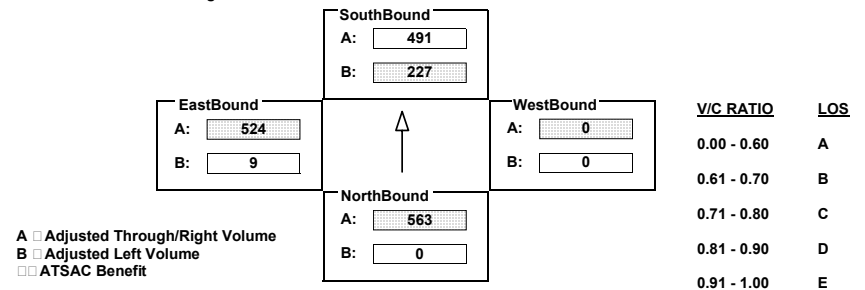 SouthBound
A: 491
B: 227
EastBound
A: 524
B: 9
WestBound
A: 0
B: 0
NorthBound
A: 563
B: 0
A □ Adjusted Through/Right Volume
B □ Adjusted Left Volume
□□ ATSAC Benefit
V/C RATIO LOS
0.00 - 0.60 A
0.61 - 0.70 B
0.71 - 0.80 C
0.81 - 0.90 D
0.91 - 1.00 E